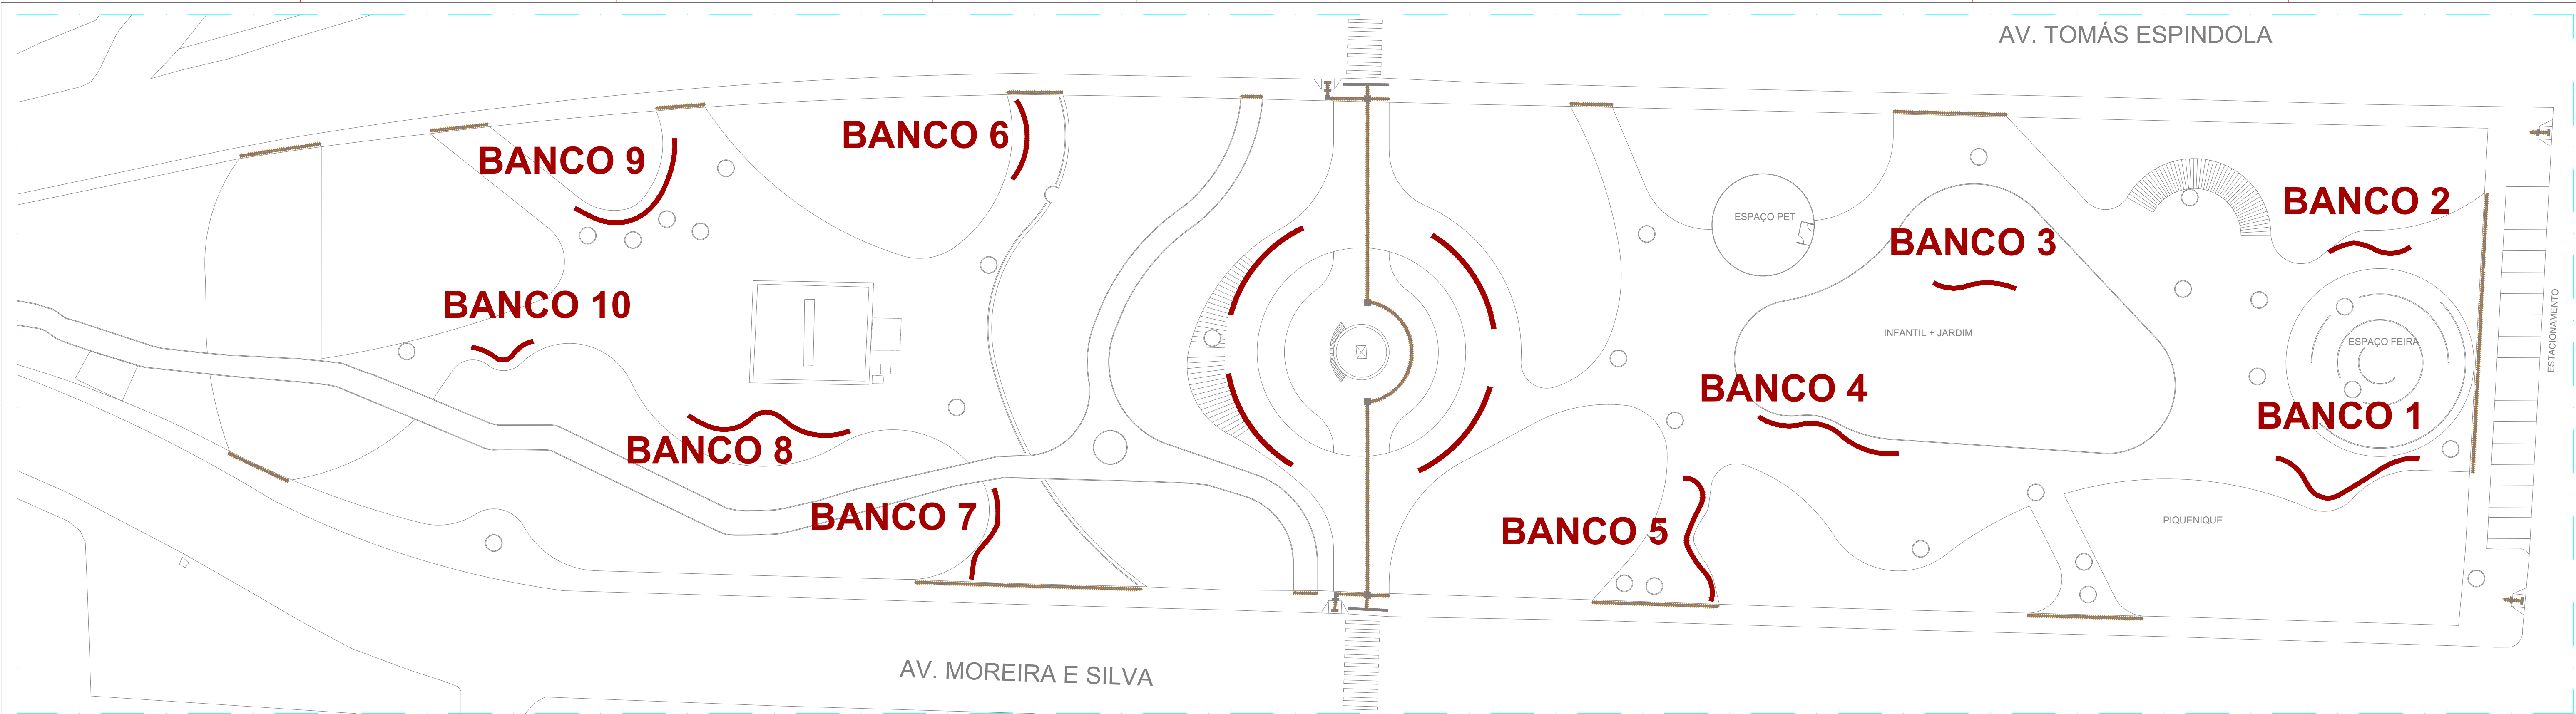 AV. TOMÁS ESPINDOLA
BANCO 6
BANCO 9
BANCO 2
ESPAÇO PET
BANCO 3
BANCO 10
INFANTIL + JARDIM
ESPAÇO FEIRA
ESTACIONAMENTO
BANCO 4
BANCO 1
BANCO 8
BANCO 7
BANCO 5
PIQUENIQUE
AV. MOREIRA E SILVA